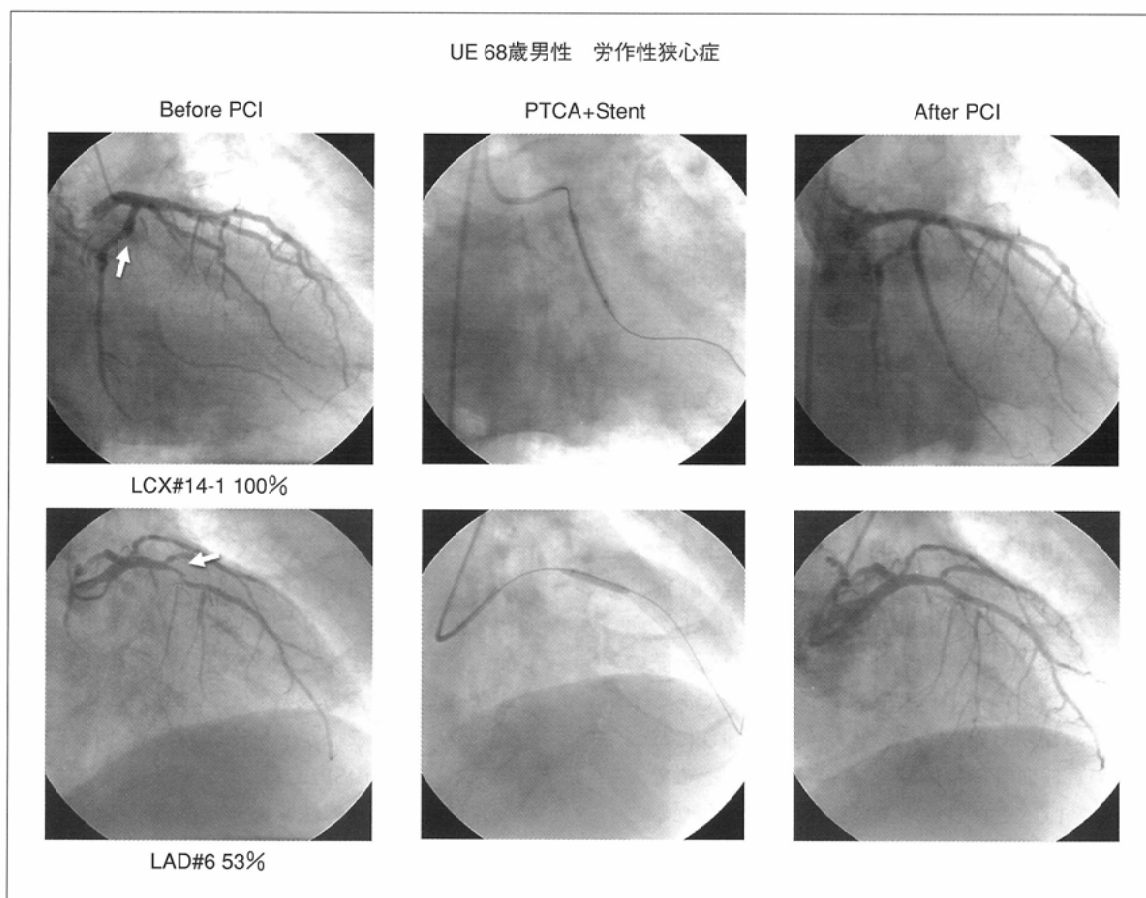 UE 68歳男性　労作性狭心症
Before PCI
PTCA+Stent
After PCI
LCX#14-1 100%
LAD#6 53%